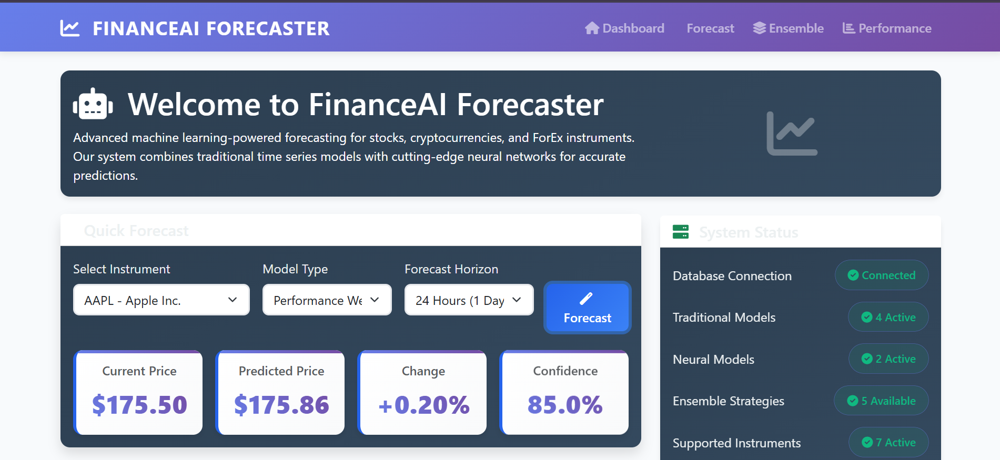 FINANCEAI FORECASTER
Dashboard Forecast Ensemble Performance
Welcome to FinanceAI Forecaster
Advanced machine learning-powered forecasting for stocks, cryptocurrencies, and ForEx instruments.
Our system combines traditional time series models with cutting-edge neural networks for accurate
predictions.
Quick Forecast
Select Instrument Model Type Forecast Horizon
AAPL - Apple Inc. Performance We 24 Hours (1 Day
Forecast
Current Price Predicted Price Change Confidence
$175.50 $175.86 +0.20% 85.0%
System Status
Database Connection Connected
Traditional Models 4 Active
Neural Models 2 Active
Ensemble Strategies 5 Available
Supported Instruments 7 Active